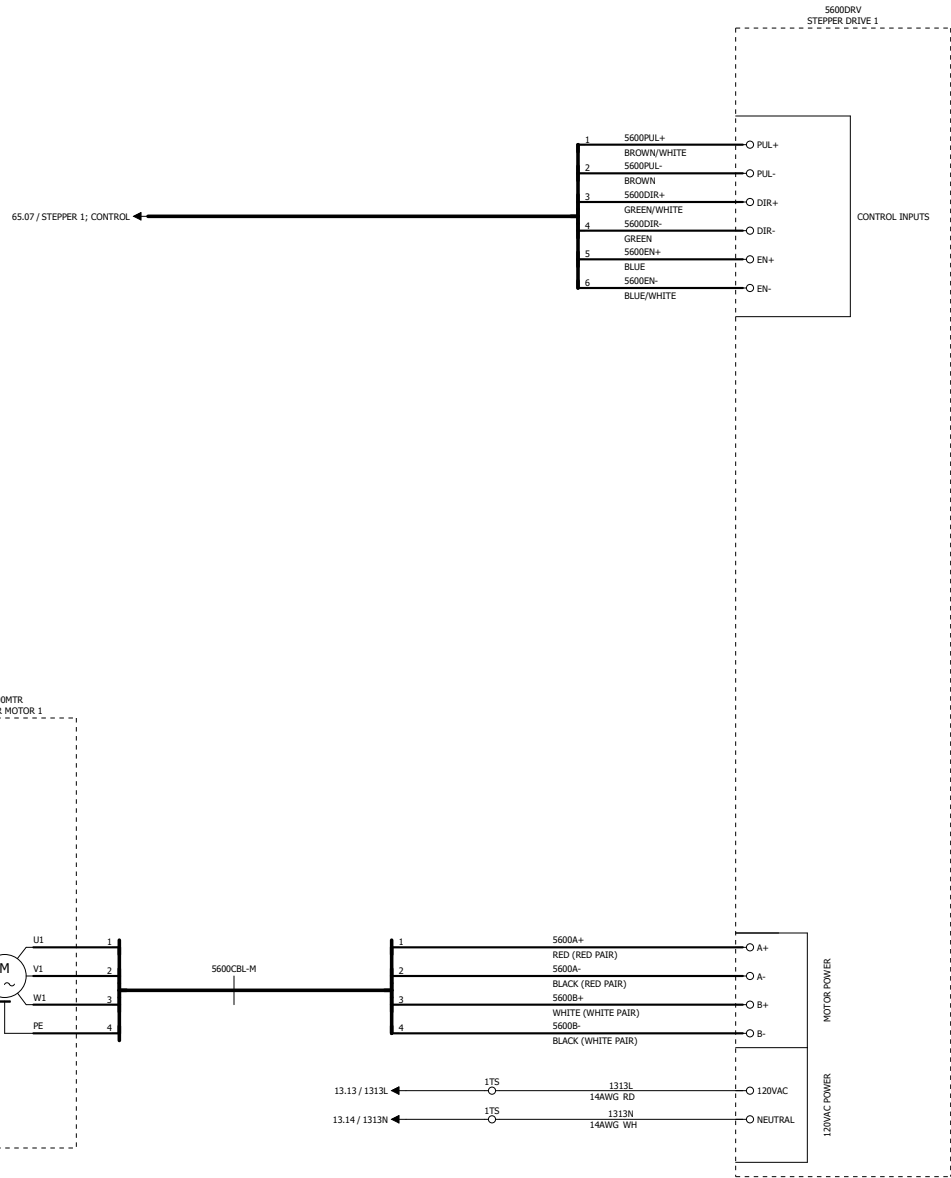 5600DRV
STEPPER DRIVE 1
1 5600PUL+
BROWN/WHITE
PUL+
2 5600PUL-
BROWN
PUL-
3 5600DIR+
GREEN/WHITE
DIR+
65.07 / STEPPER 1; CONTROL
CONTROL INPUTS
4 5600DIR-
GREEN
DIR-
5 5600EN+
BLUE
EN+
6 5600EN-
BLUE/WHITE
EN-
0MTR
R MOTOR 1
M
~
U1 1
V1 2
W1 3
PE 4
5600CBL-M
1 5600A+
RED (RED PAIR)
A+
2 5600A-
BLACK (RED PAIR)
A-
3 5600B+
WHITE (WHITE PAIR)
B+
4 5600B-
BLACK (WHITE PAIR)
B-
MOTOR POWER
13.13 / 1313L 1TS 1313L
14AWG RD
120VAC
13.14 / 1313N 1TS 1313N
14AWG WH
NEUTRAL
120VAC POWER